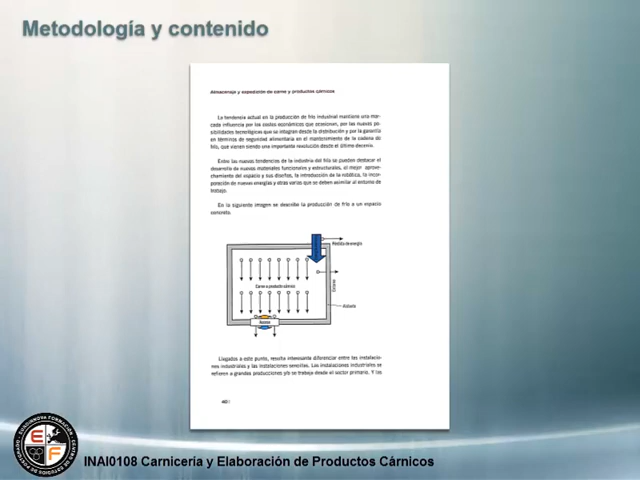 Metodología y contenido
Almacenaje y expedición de carne y productos cárnicos
La tendencia actual en la producción de frío industrial mantiene una mar-
cada influencia por los costes económicos que ocasionan, por las nuevas po-
sibilidades tecnológicas que se integran desde la distribución y por la garantía
en términos de seguridad alimentaria en el mantenimiento de la cadena de
frío, que vienen siendo una importante revolución desde el último decenio.
Entre las nuevas tendencias de la industria del frío se pueden destacar el
desarrollo de nuevos materiales funcionales y estructurales, el mejor aprove-
chamiento del espacio y sus diseños, la introducción de la robótica, la incor-
poración de nuevas energías y otras varias que se deben asimilar al entorno de
trabajo.
En la siguiente imagen se describe la producción de frío a un espacio
concreto.
Pérdida de energía
Carne o producto cárnico
Entorno
Aislante
Llegados a este punto, resulta interesante diferenciar entre las instalacio-
nes industriales y las instalaciones sencillas. Las instalaciones industriales se
refieren a grandes producciones y/o se trabaja desde el sector primario. Y las
INAI0108 Carnicería y Elaboración de Productos Cárnicos